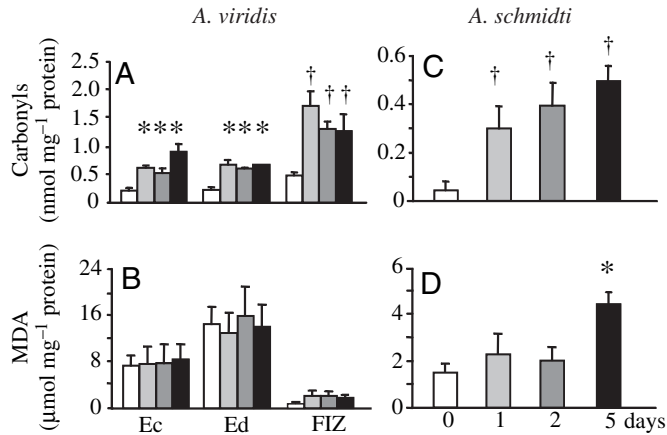 A. viridis
A. schmidti
Carbonyls
(nmol mg–1 protein)
A
2.5
2.0
1.5
1.0
0.5
0
***
***
†
† †
C
0.6
0.4
0.2
0
†
†
†
MDA
(μmol mg–1 protein)
B
24
16
8
0
Ec
Ed
FIZ
D
6
4
2
0
*
0
1
2
5 days